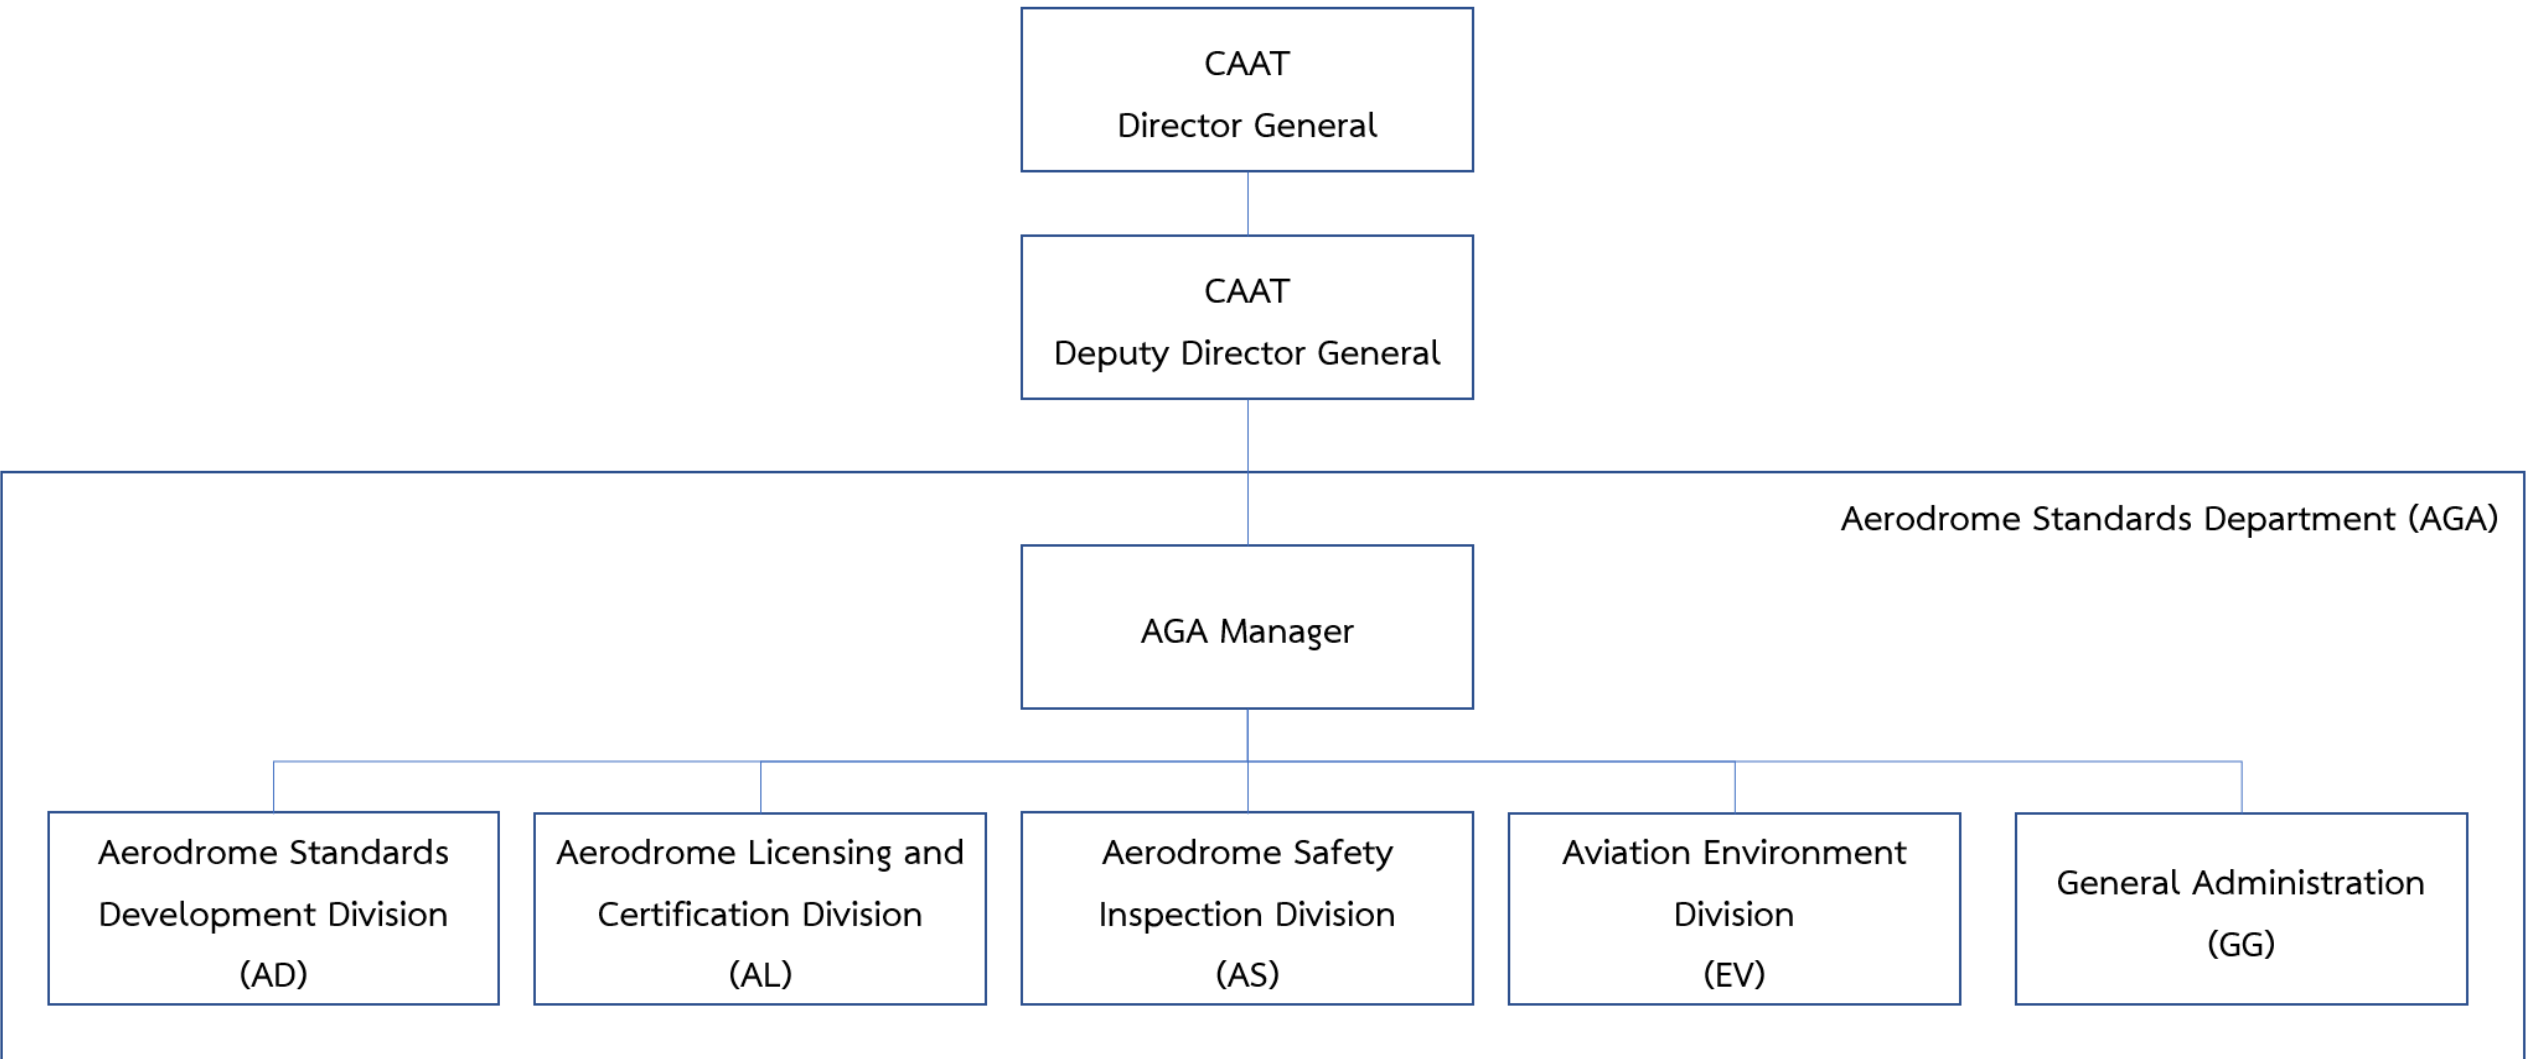 CAAT
Director General
CAAT
Deputy Director General
Aerodrome Standards Department (AGA)
AGA Manager
Aerodrome Standards
Development Division
(AD)
Aerodrome Licensing and
Certification Division
(AL)
Aerodrome Safety
Inspection Division
(AS)
Aviation Environment
Division
(EV)
General Administration
(GG)